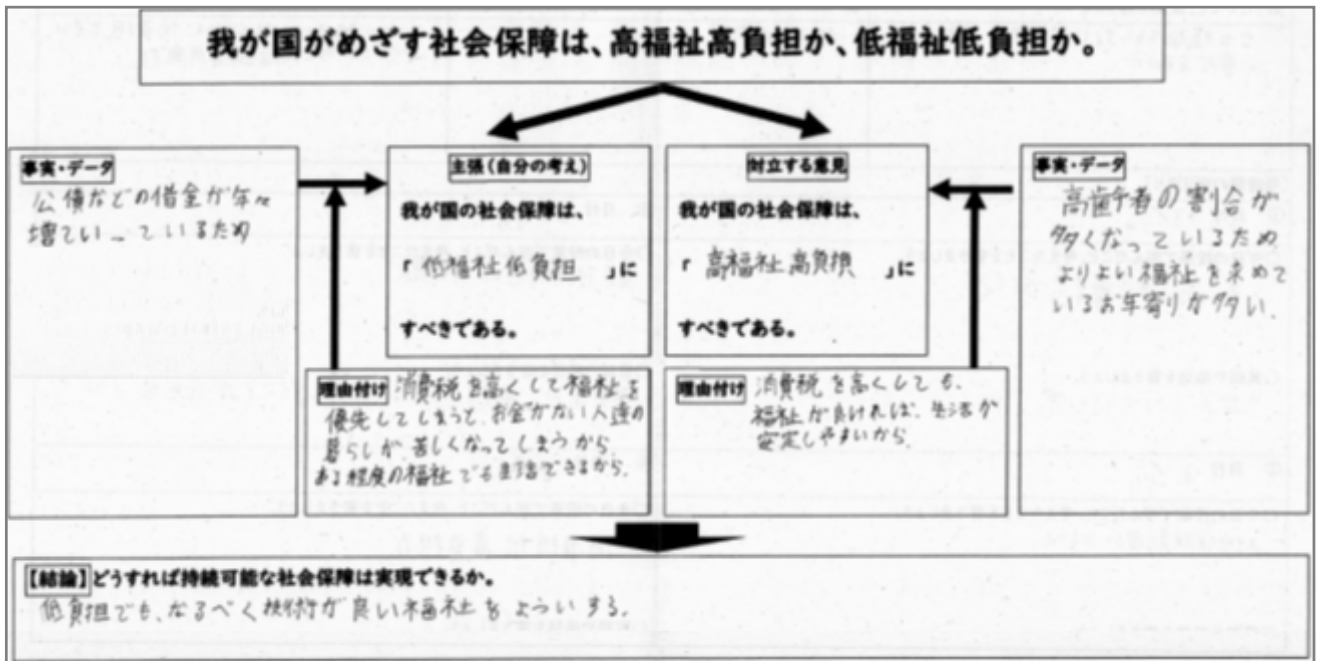 我が国がめざす社会保障は、高福祉高負担か、低福祉低負担か。
事実・データ
公債などの借金が年々
増えていっているため
主張(自分の考え)
我が国の社会保障は、
「低福祉低負担」に
すべきである。
対立する意見
我が国の社会保障は、
「高福祉高負担」に
すべきである。
事実・データ
高齢者の割合が
多くなっているため
よりよい福祉を求めて
いるお年寄りが多い.
理由付け 消費税を高くして福祉を
優先してしまうと、お金がない人達の
暮らしが苦しくなってしまうから
ある程度の福祉でも生活できるから.
理由付け 消費税を高くしても、
福祉が良ければ、生活が
安定しやすいから
【結論】どうすれば持続可能な社会保障は実現できるか。
低負担でも、なるべく技術が良い福祉をよういする.